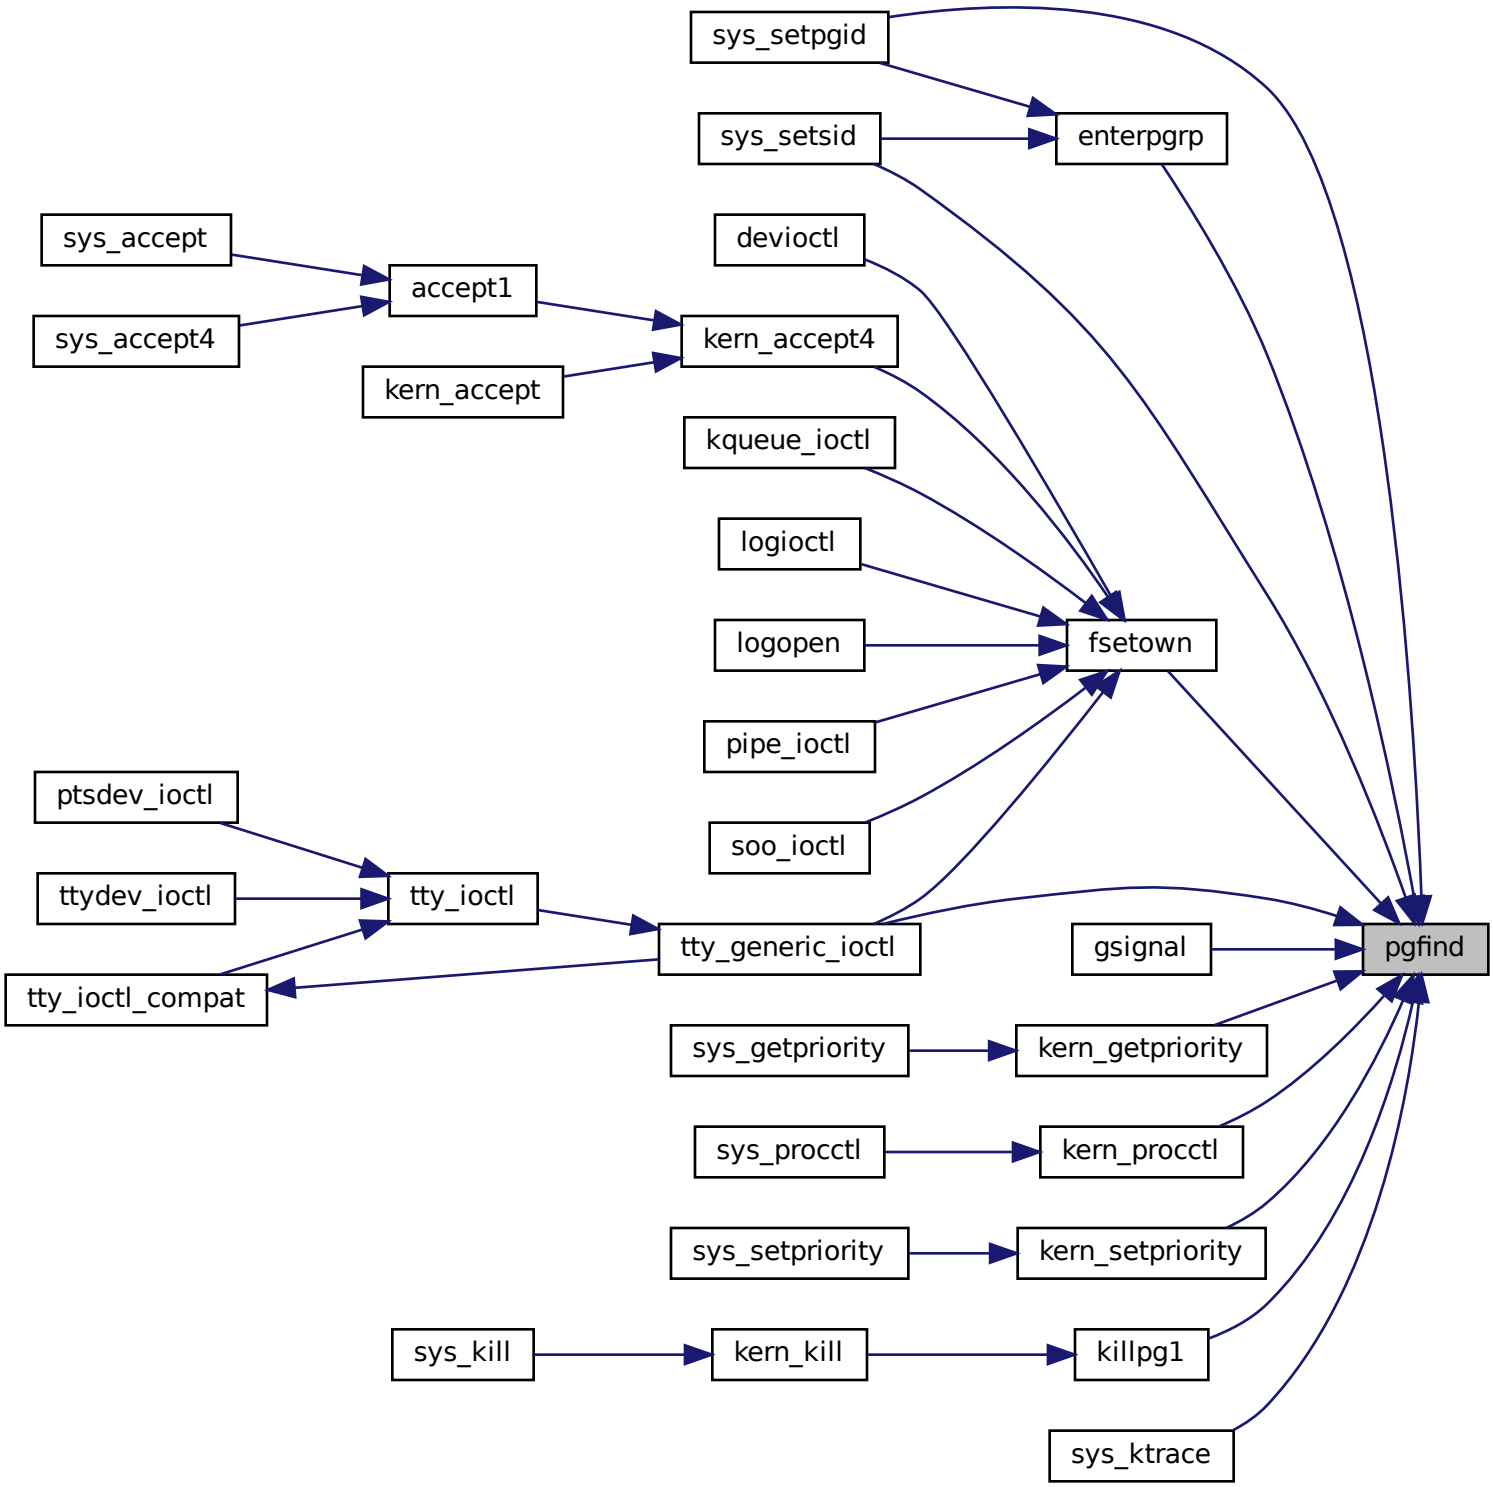 sys_setpgid
sys_setsid
enterpgrp
sys_accept
devioctl
accept1
sys_accept4
kern_accept4
kern_accept
kqueue_ioctl
logioctl
logopen
fsetown
pipe_ioctl
ptsdev_ioctl
soo_ioctl
ttydev_ioctl
tty_ioctl
tty_generic_ioctl
gsignal
pgfind
tty_ioctl_compat
sys_getpriority
kern_getpriority
sys_procctl
kern_procctl
sys_setpriority
kern_setpriority
sys_kill
kern_kill
killpg1
sys_ktrace